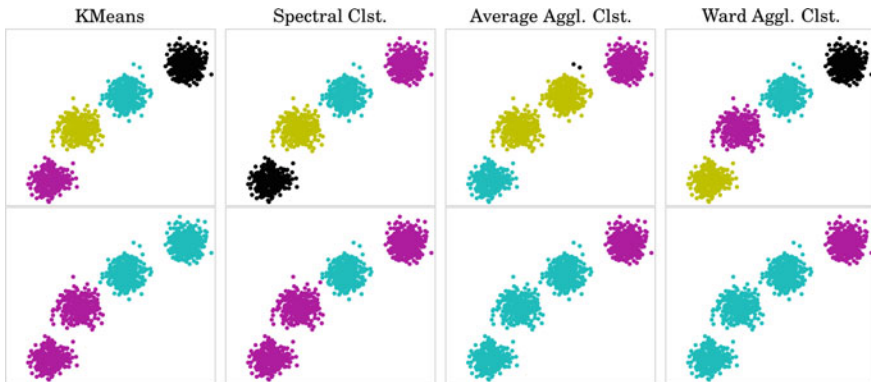 KMeans
Spectral Clst.
Average Aggl. Clst.
Ward Aggl. Clst.